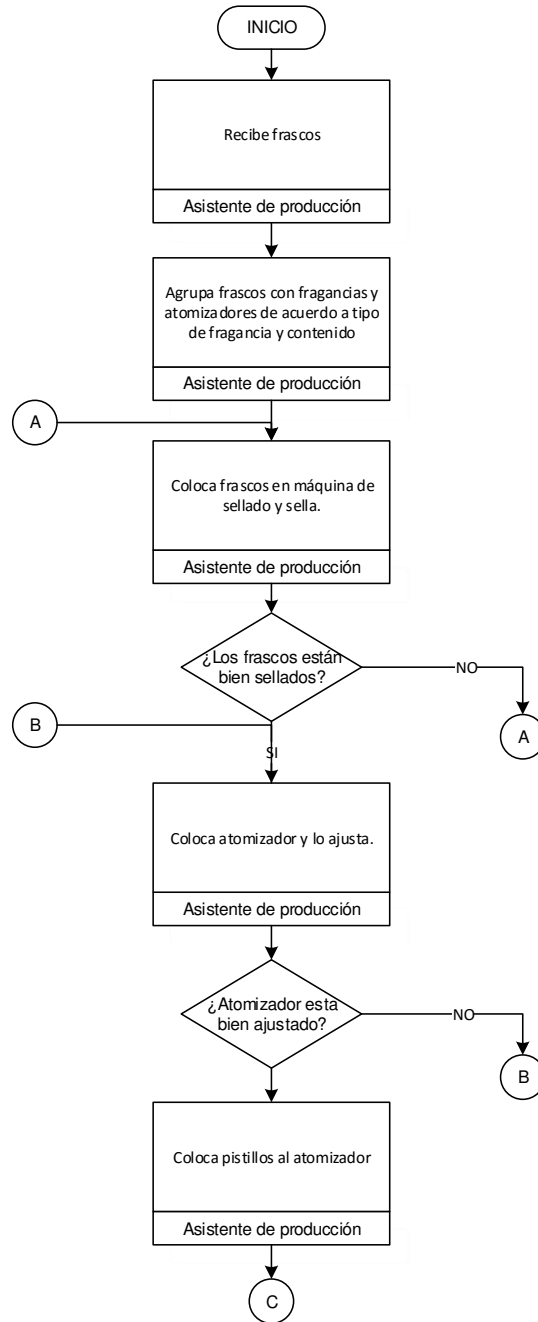 INICIO
Recibe frascos
Asistente de producción
Agrupa frascos con fragancias y
atomizadores de acuerdo a tipo
de fragancia y contenido
Asistente de producción
A
Coloca frascos en máquina de
sellado y sella.
Asistente de producción
¿Los frascos están
bien sellados?
NO
A
B
SI
Coloca atomizador y lo ajusta.
Asistente de producción
¿Atomizador esta
bien ajustado?
NO
B
Coloca pistillos al atomizador
Asistente de producción
C